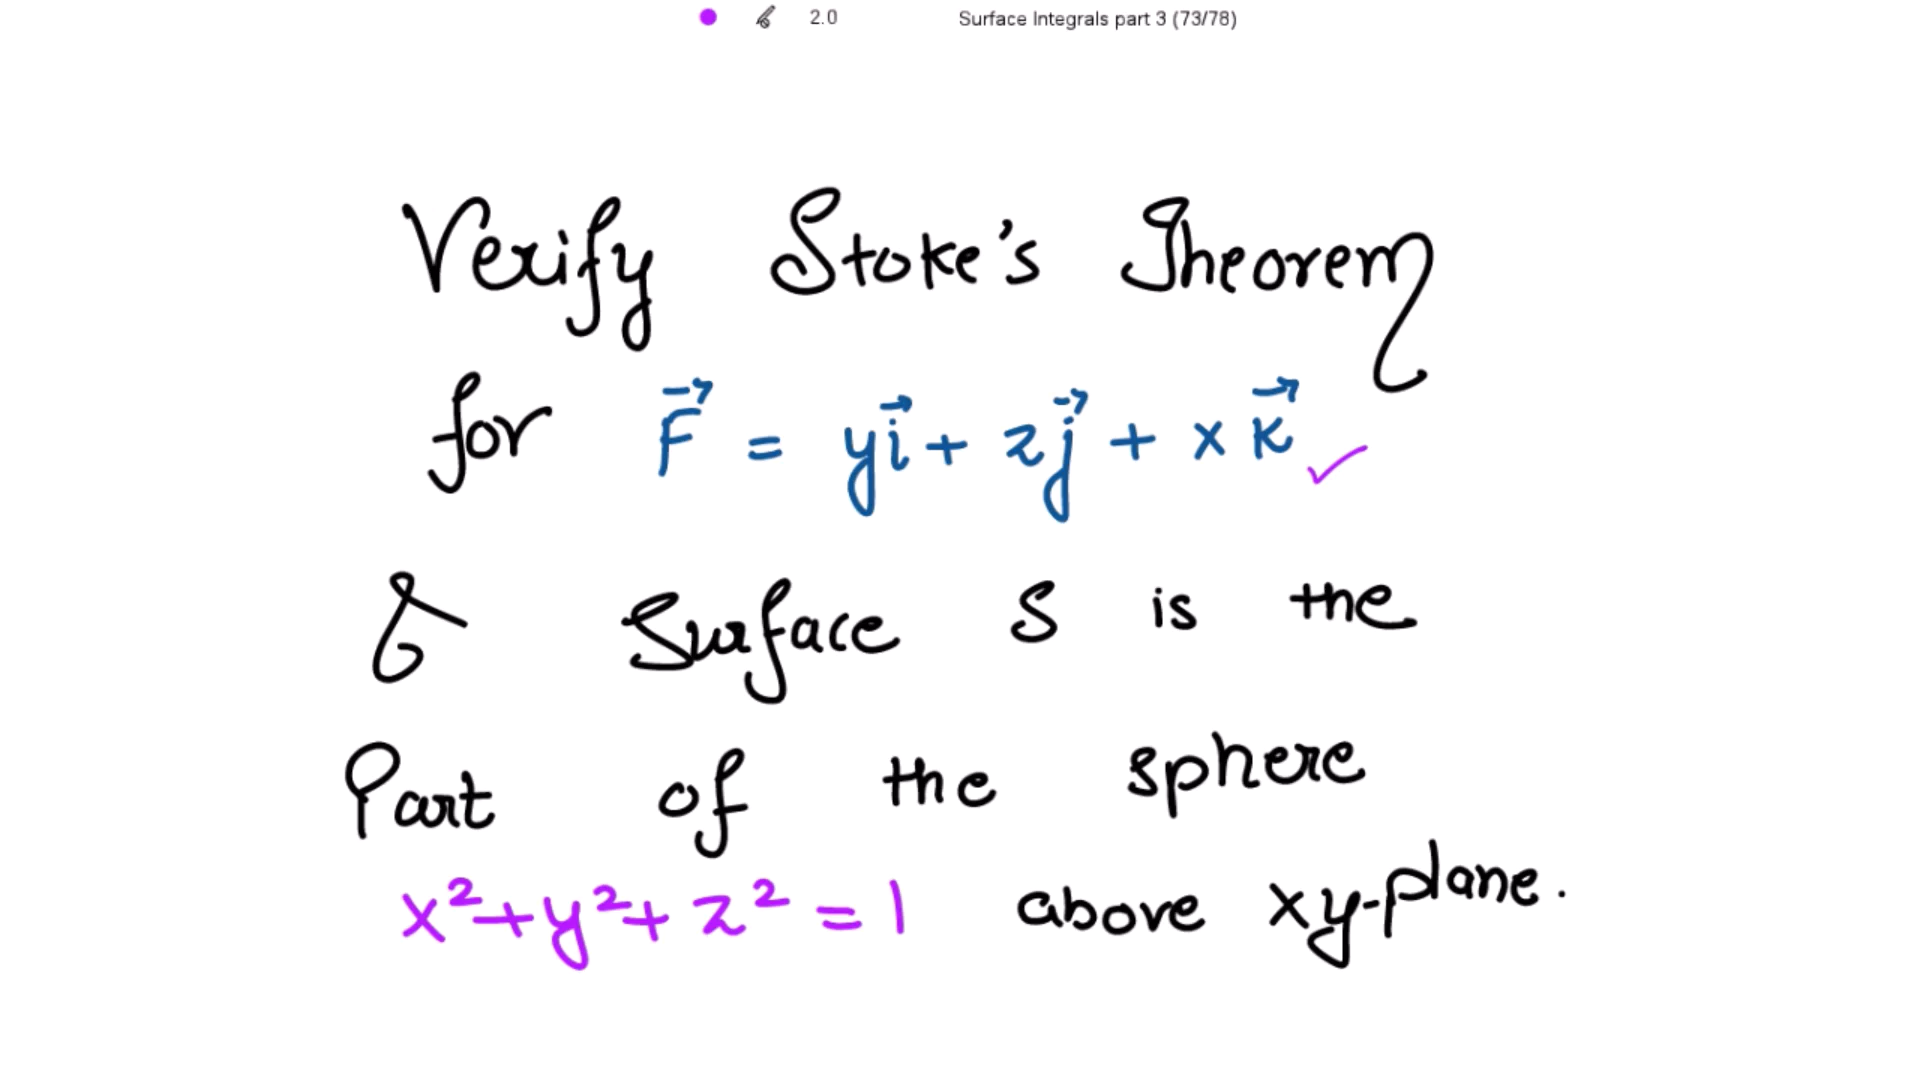 2.0 Surface Integrals part 3 (73/78)
Verify Stoke's Theorem
for F⃗ = yi⃗ + zj⃗ + xk⃗ ✓
& Surface S is the
Part of the sphere
x²+y²+z²=1 above xy-plane.